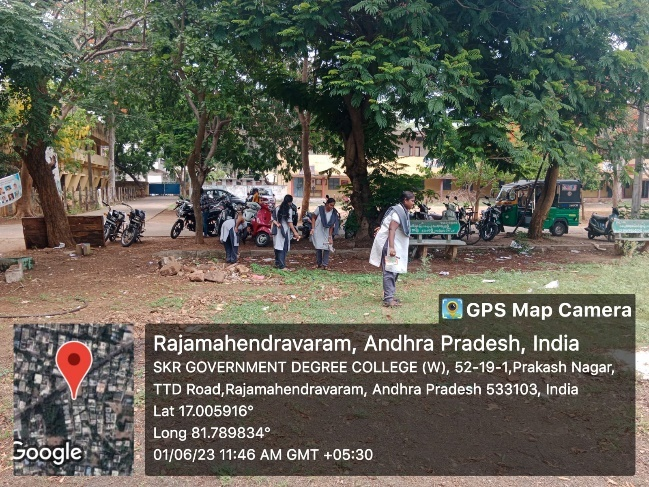 GPS Map Camera
Rajamahendravaram, Andhra Pradesh, India
SKR GOVERNMENT DEGREE COLLEGE (W), 52-19-1,Prakash Nagar,
TTD Road,Rajamahendravaram, Andhra Pradesh 533103, India
Lat 17.005916°
Long 81.789834°
01/06/23 11:46 AM GMT +05:30
Google